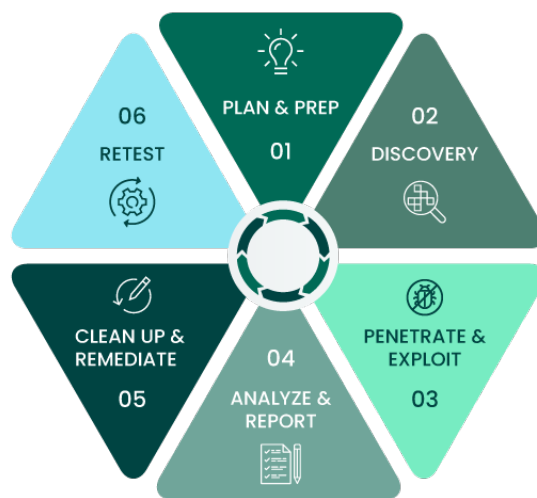 PLAN & PREP
01
02
DISCOVERY
PENETRATE &
EXPLOIT
03
04
ANALYZE &
REPORT
CLEAN UP &
REMEDIATE
05
06
RETEST